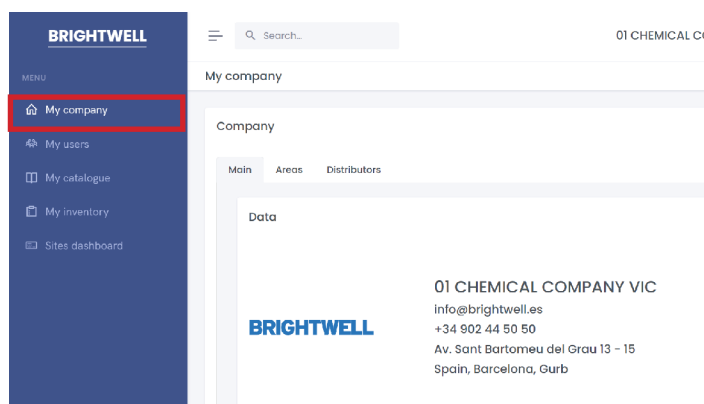 BRIGHTWELL
Search...
01 CHEMICAL CO
MENU
My company
My company
My users
My catalogue
My inventory
Sites dashboard
Company
Main Areas Distributors
Data
BRIGHTWELL
01 CHEMICAL COMPANY VIC
info@brightwell.es
+34 902 44 50 50
Av. Sant Bartomeu del Grau 13 - 15
Spain, Barcelona, Gurb